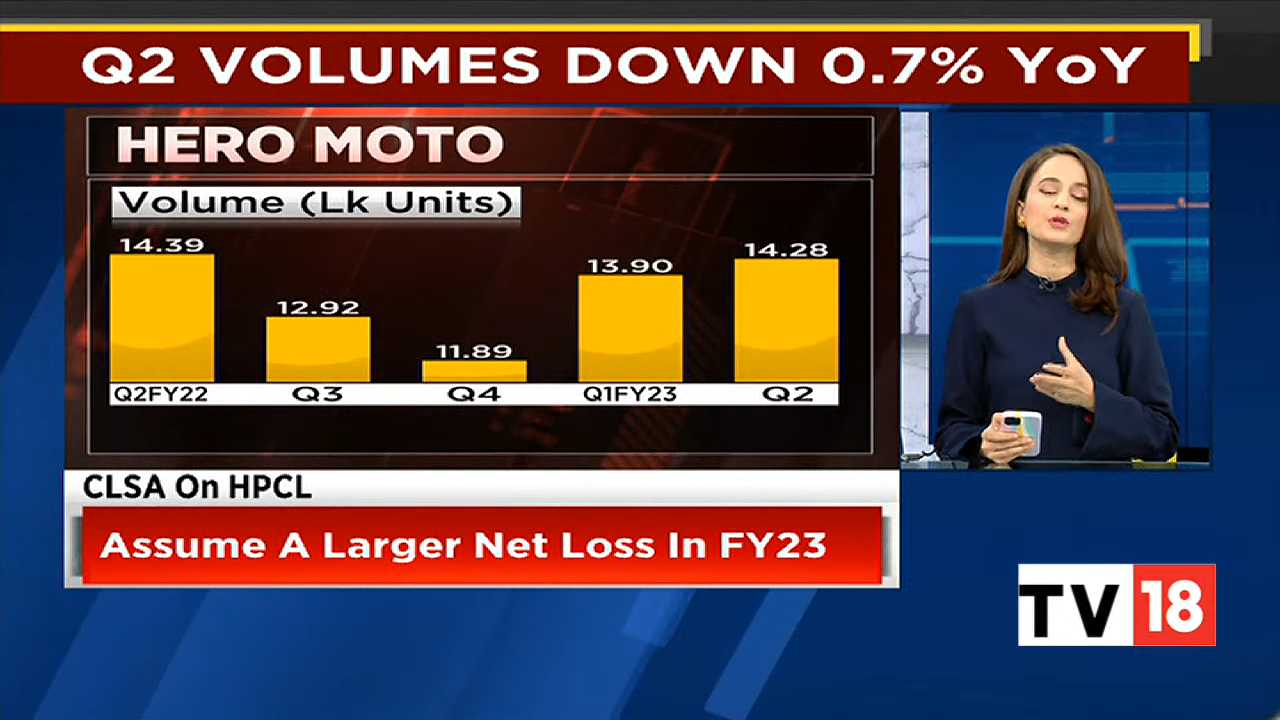 Q2 VOLUMES DOWN 0.7% YoY
HERO MOTO
Volume (Lk Units)
14.39
12.92
11.89
13.90
14.28
Q2FY22 Q3 Q4 Q1FY23 Q2
CLSA On HPCL
Assume A Larger Net Loss In FY23
TV18